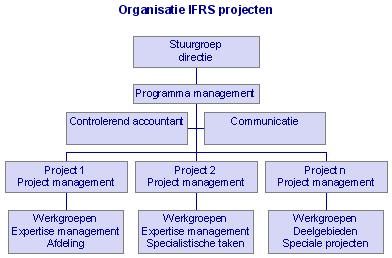 Organisatie IFRS projecten
Stuurgroep
directie
Programma management
Controlerend accountant
Communicatie
Project 1
Project management
Project 2
Project management
Project n
Project management
Werkgroepen
Expertise management
Afdeling
Werkgroepen
Expertise management
Specialistische taken
Werkgroepen
Deelgebieden
Speciale projecten